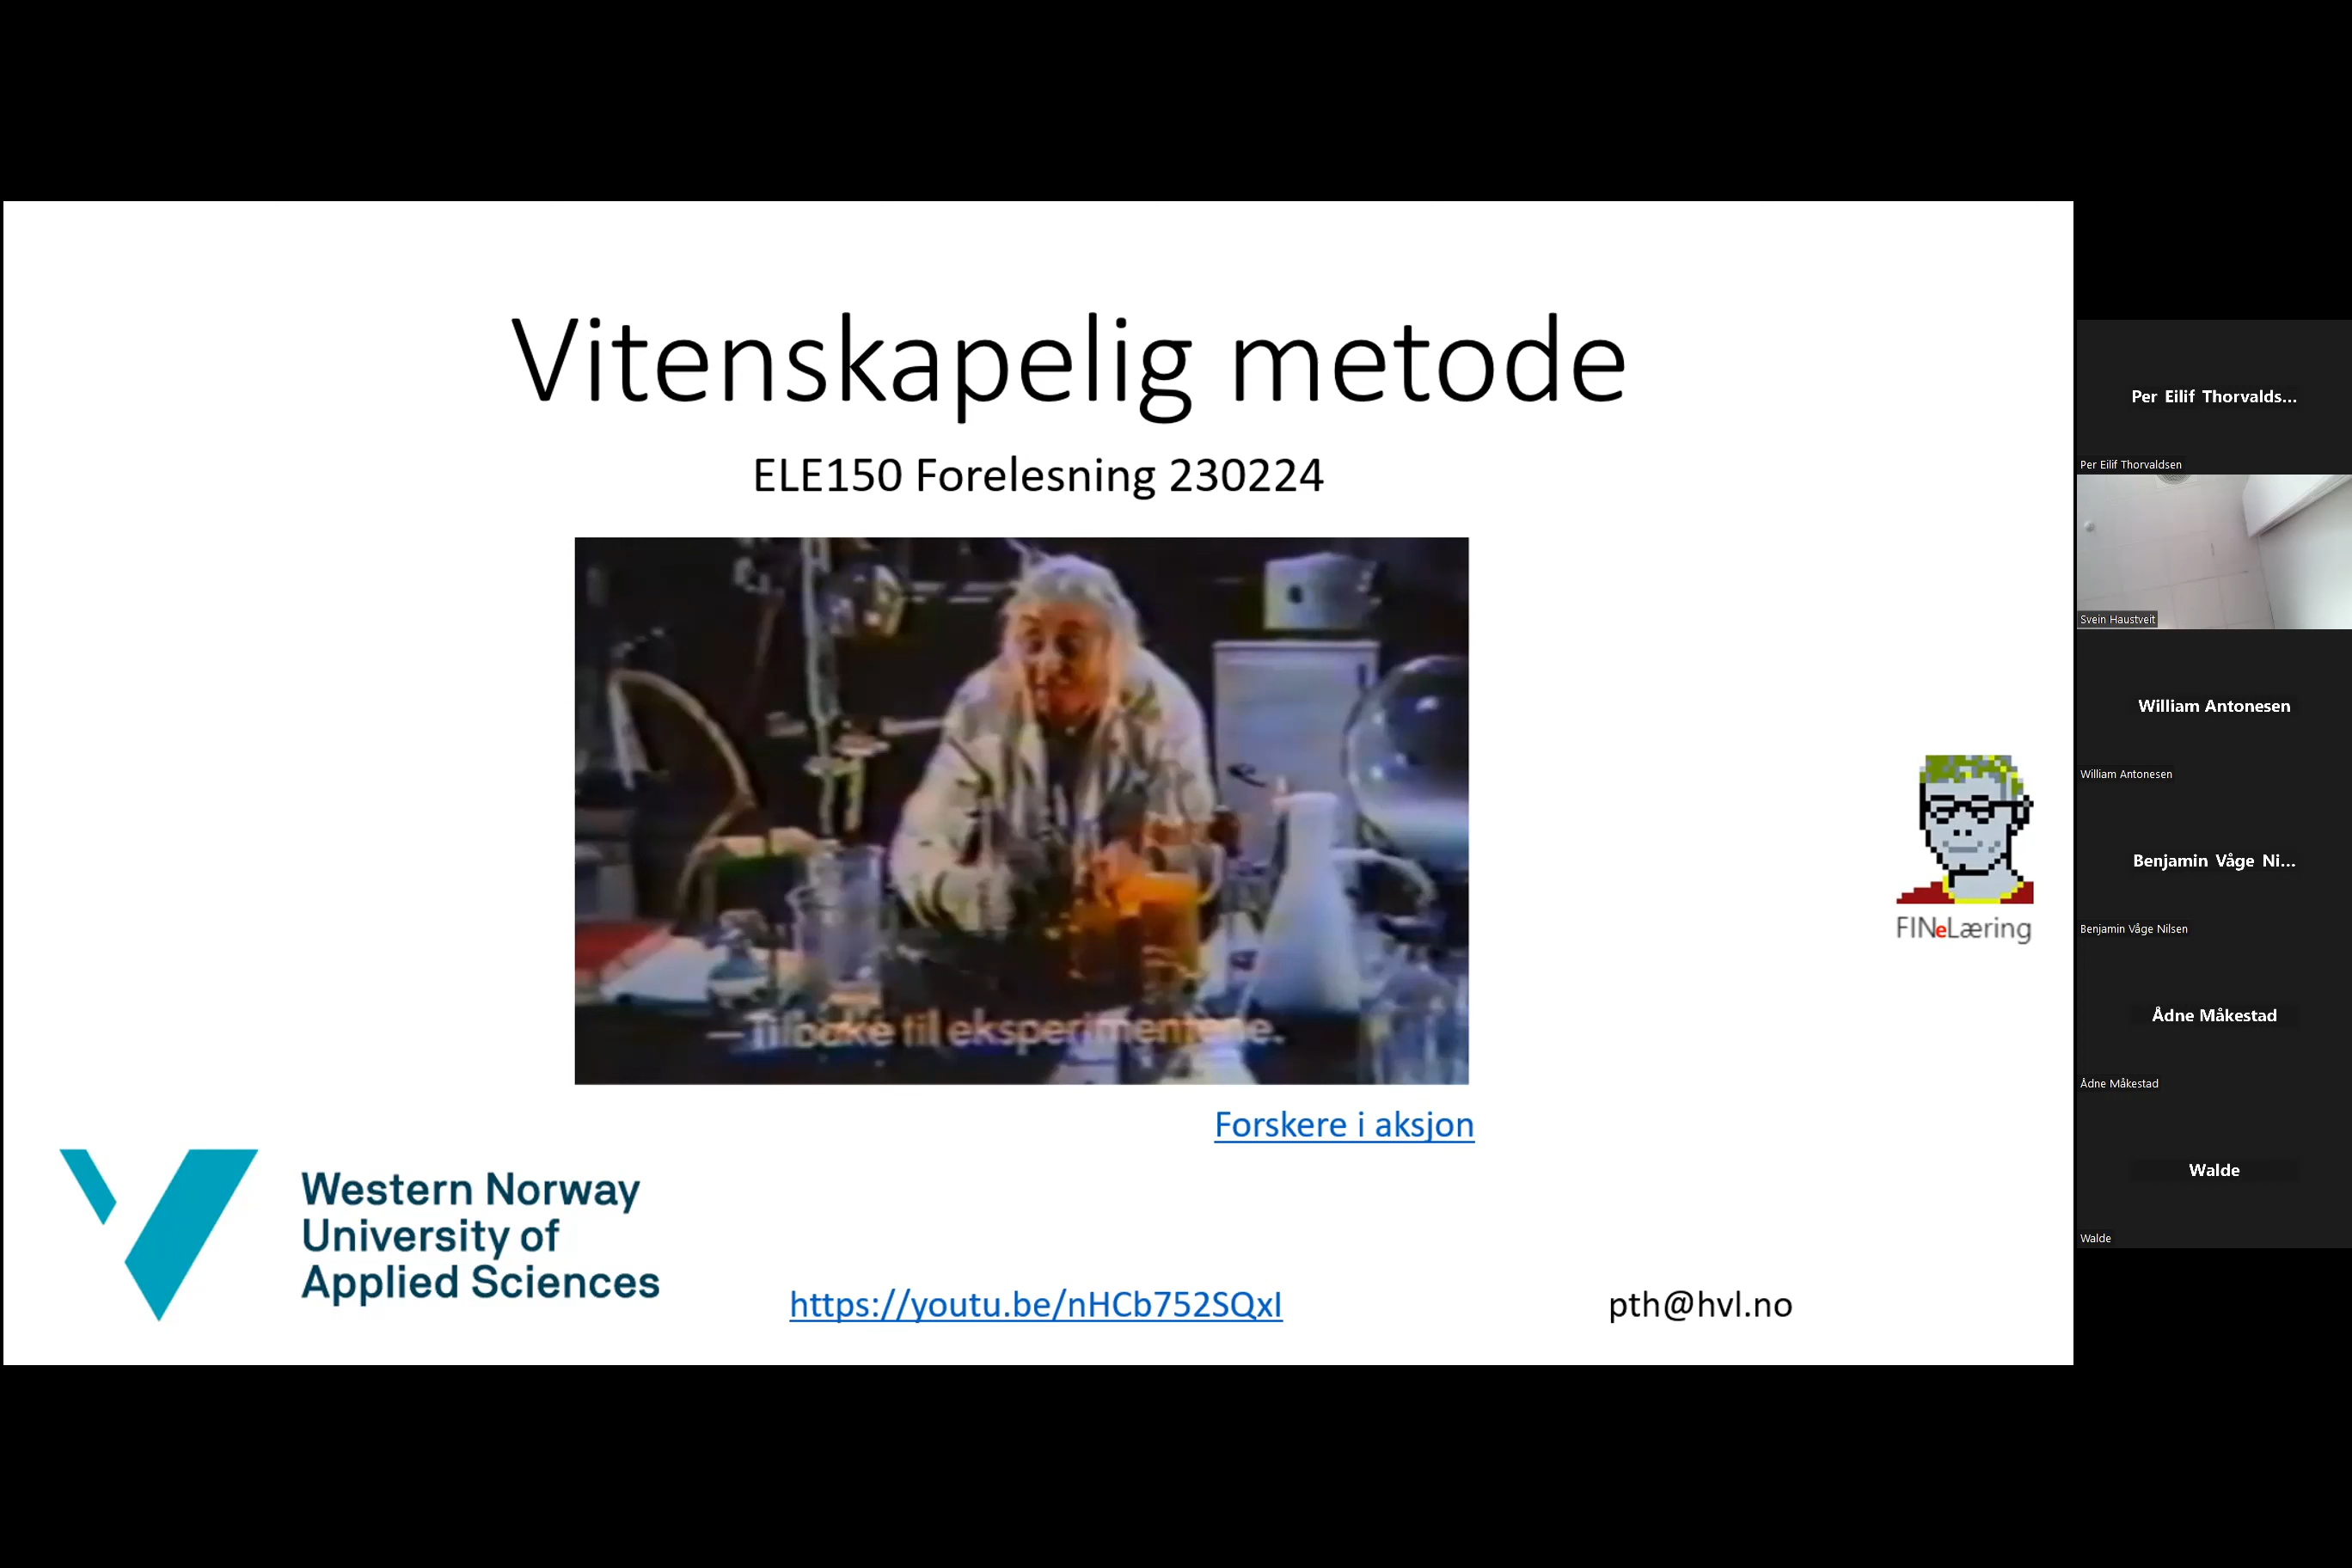 Vitenskapelig metode
ELE150 Forelesning 230224
—Tilbake til eksperimentene.
Forskere i aksjon
FINeLæring
Western Norway
University of
Applied Sciences
https://youtu.be/nHCb752SQxI
pth@hvl.no
Per Eilif Thorvalds...
Per Eilif Thorvaldsen
Svein Haustveit
William Antonesen
William Antonesen
Benjamin Våge Ni...
Benjamin Våge Nilsen
Ådne Måkestad
Ådne Måkestad
Walde
Walde